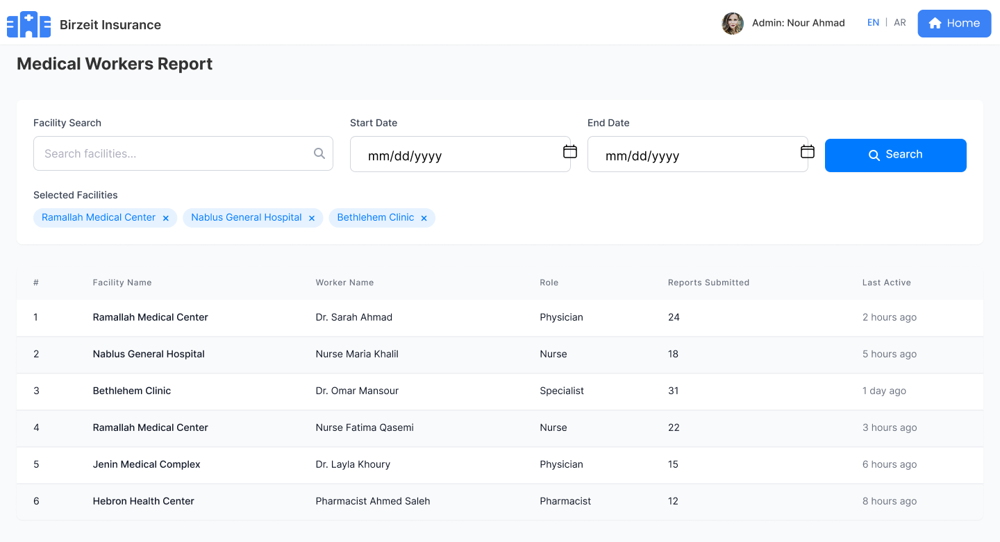 Birzeit Insurance
Admin: Nour Ahmad
EN | AR
Home
Medical Workers Report
Facility Search Start Date End Date
Search facilities... mm/dd/yyyy mm/dd/yyyy Search
Selected Facilities
Ramallah Medical Center × Nablus General Hospital × Bethlehem Clinic ×
# Facility Name Worker Name Role Reports Submitted Last Active
1 Ramallah Medical Center Dr. Sarah Ahmad Physician 24 2 hours ago
2 Nablus General Hospital Nurse Maria Khalil Nurse 18 5 hours ago
3 Bethlehem Clinic Dr. Omar Mansour Specialist 31 1 day ago
4 Ramallah Medical Center Nurse Fatima Qasemi Nurse 22 3 hours ago
5 Jenin Medical Complex Dr. Layla Khoury Physician 15 6 hours ago
6 Hebron Health Center Pharmacist Ahmed Saleh Pharmacist 12 8 hours ago